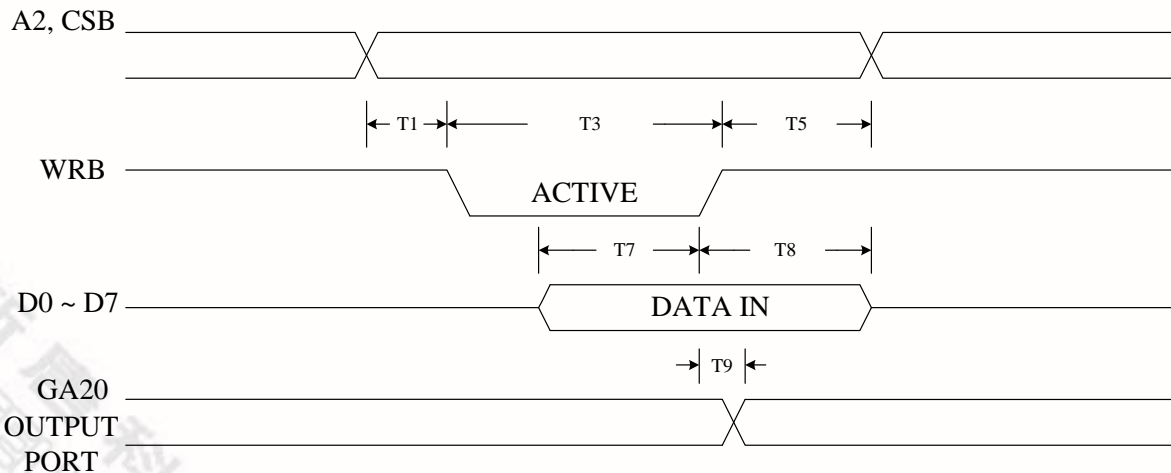 A2, CSB
T1 T3 T5
WRB
ACTIVE
T7 T8
D0 ~ D7
DATA IN
T9
GA20
OUTPUT
PORT